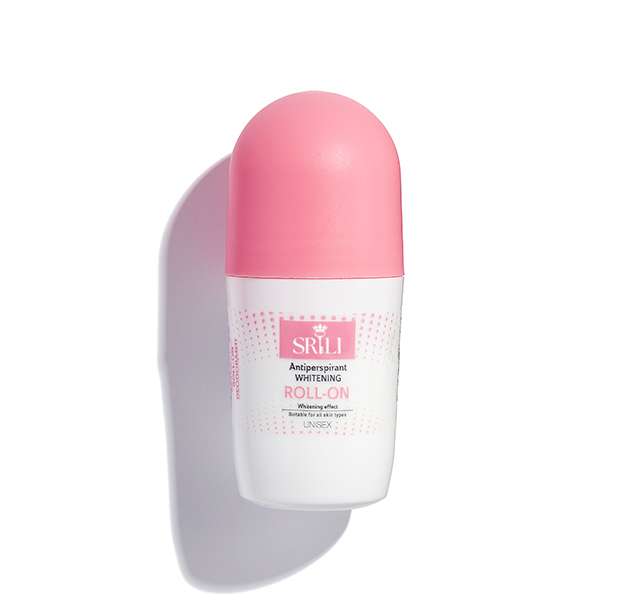 SRILI
Antiperspirant
WHITENING
ROLL-ON
Whitening effect
Suitable for all skin types
UNISEX